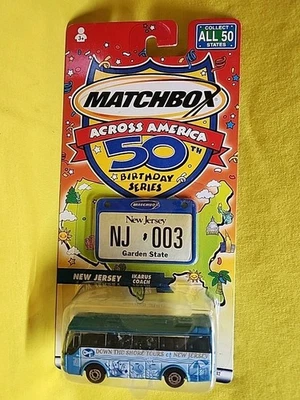 COLLECT
ALL 50
STATES
3+
MATCHBOX
ACROSS AMERICA
50TH
BIRTHDAY
SERIES
MATCHBOX
New Jersey
NJ 003
Garden State
NEW JERSEY
IKARUS
COACH
DOWN THE SHORE TOURS of NEW JERSEY